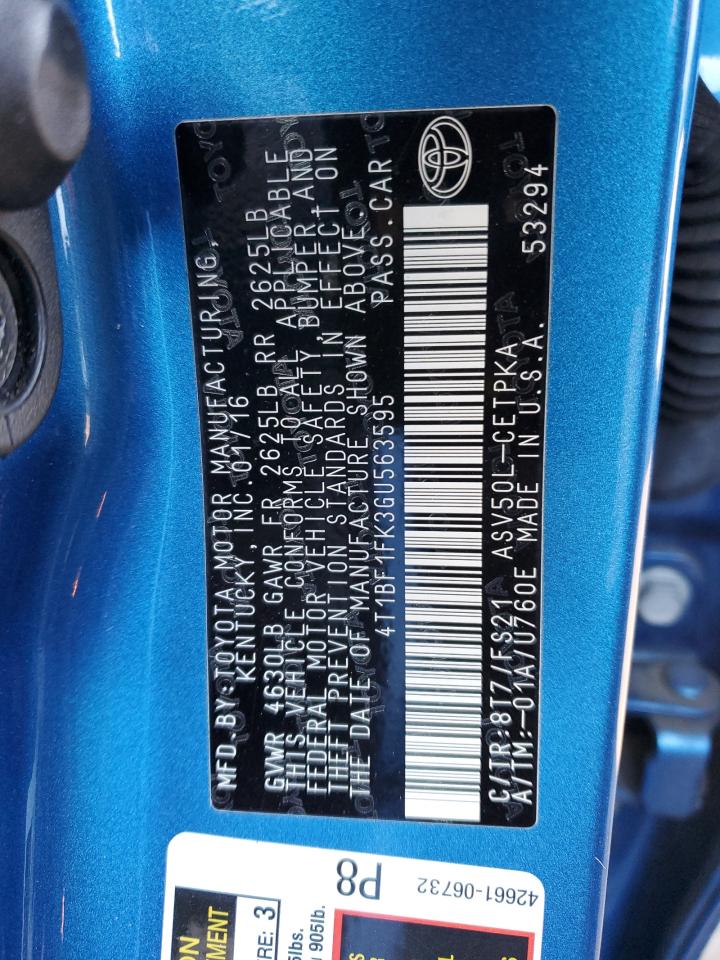 MFD.BY:TOYOTA MOTOR MANUFACTURING,
KENTUCKY, INC 01/16
GVWR 4630LB GAWR FR 2625LB RR 2625LB
THIS VEHICLE CONFORMS TO ALL APPLICABLE
FEDERAL MOTOR VEHICLE SAFETY, BUMPER, AND
THEFT PREVENTION STANDARDS IN EFFECT ON
THE DATE OF MANUFACTURE SHOWN ABOVE.
4T1BF1FK3GU563595 PASS.CAR
C/TR:8T7/FS21 ASV50L-CETPKA 53294
A/TM:-01A/U760E MADE IN U.S.A.
P8
42661-06732